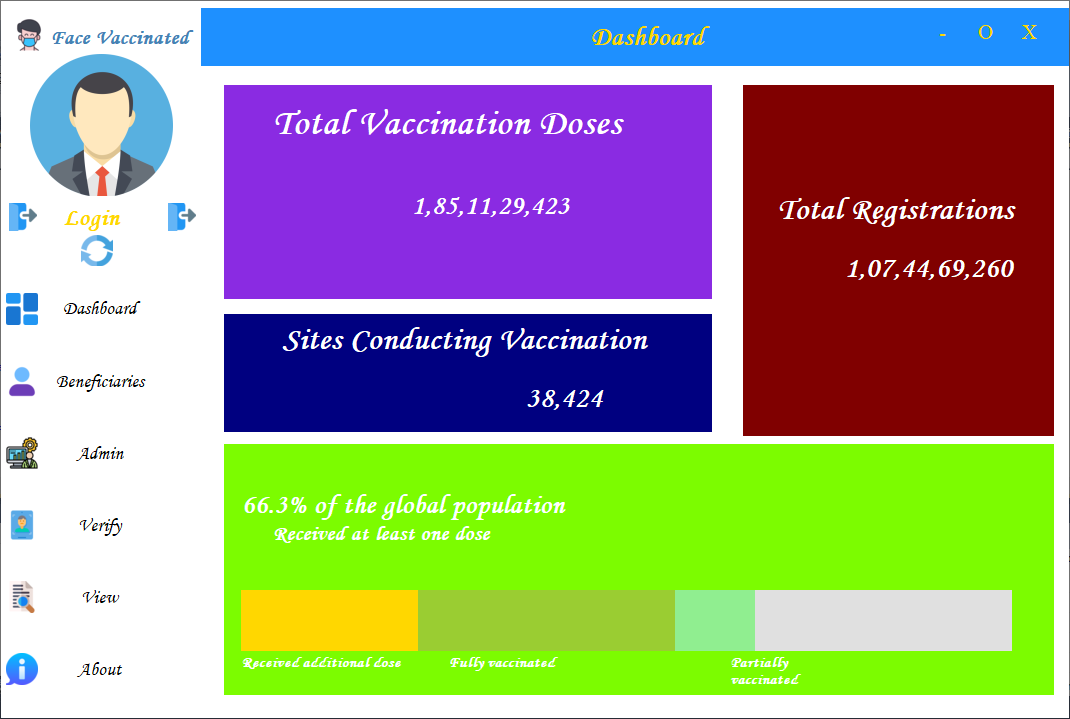 Face Vaccinated
Dashboard
- O X
Login
Dashboard
Beneficiaries
Admin
Verify
View
About
Total Vaccination Doses
1,85,11,29,423
Total Registrations
1,07,44,69,260
Sites Conducting Vaccination
38,424
66.3% of the global population
Received at least one dose
Received additional dose
Fully vaccinated
Partially
vaccinated